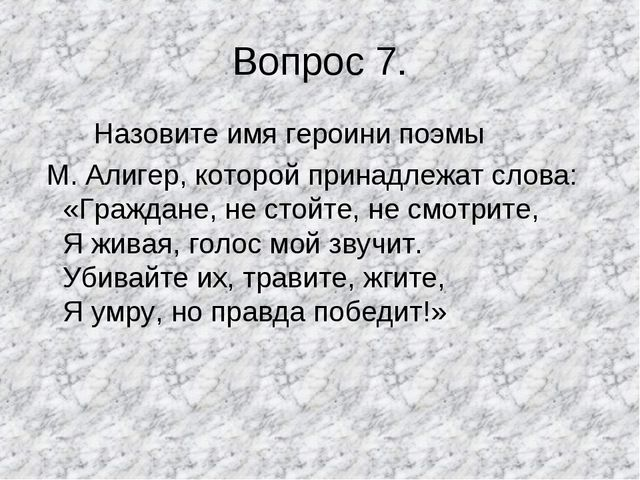 Вопрос 7.
Назовите имя героини поэмы
М. Алигер, которой принадлежат слова:
«Граждане, не стойте, не смотрите,
Я живая, голос мой звучит.
Убивайте их, травите, жгите,
Я умру, но правда победит!»